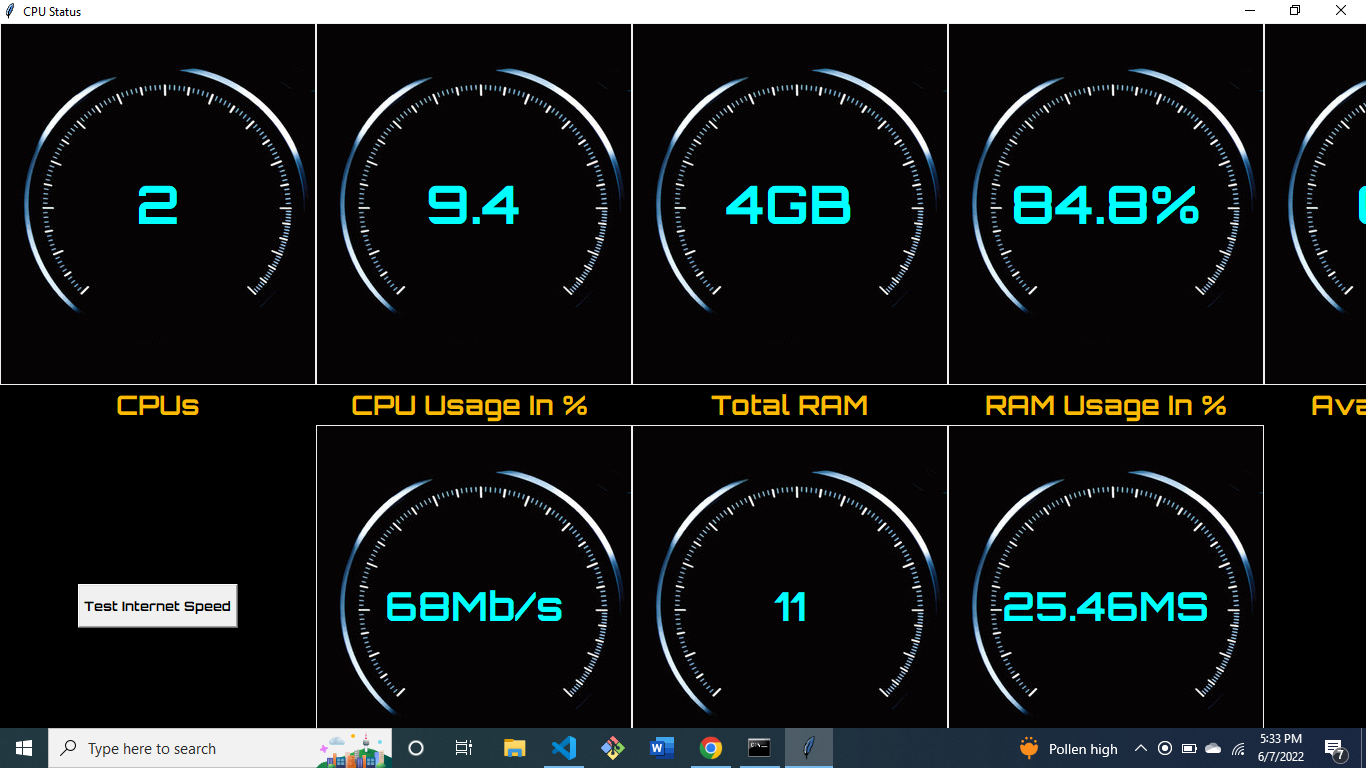 CPU Status
2
9.4
4GB
84.8%
CPUs
CPU Usage In %
Total RAM
RAM Usage In %
Ava
Test Internet Speed
68Mb/s
11
25.46MS
Type here to search
Pollen high
5:33 PM
6/7/2022
7